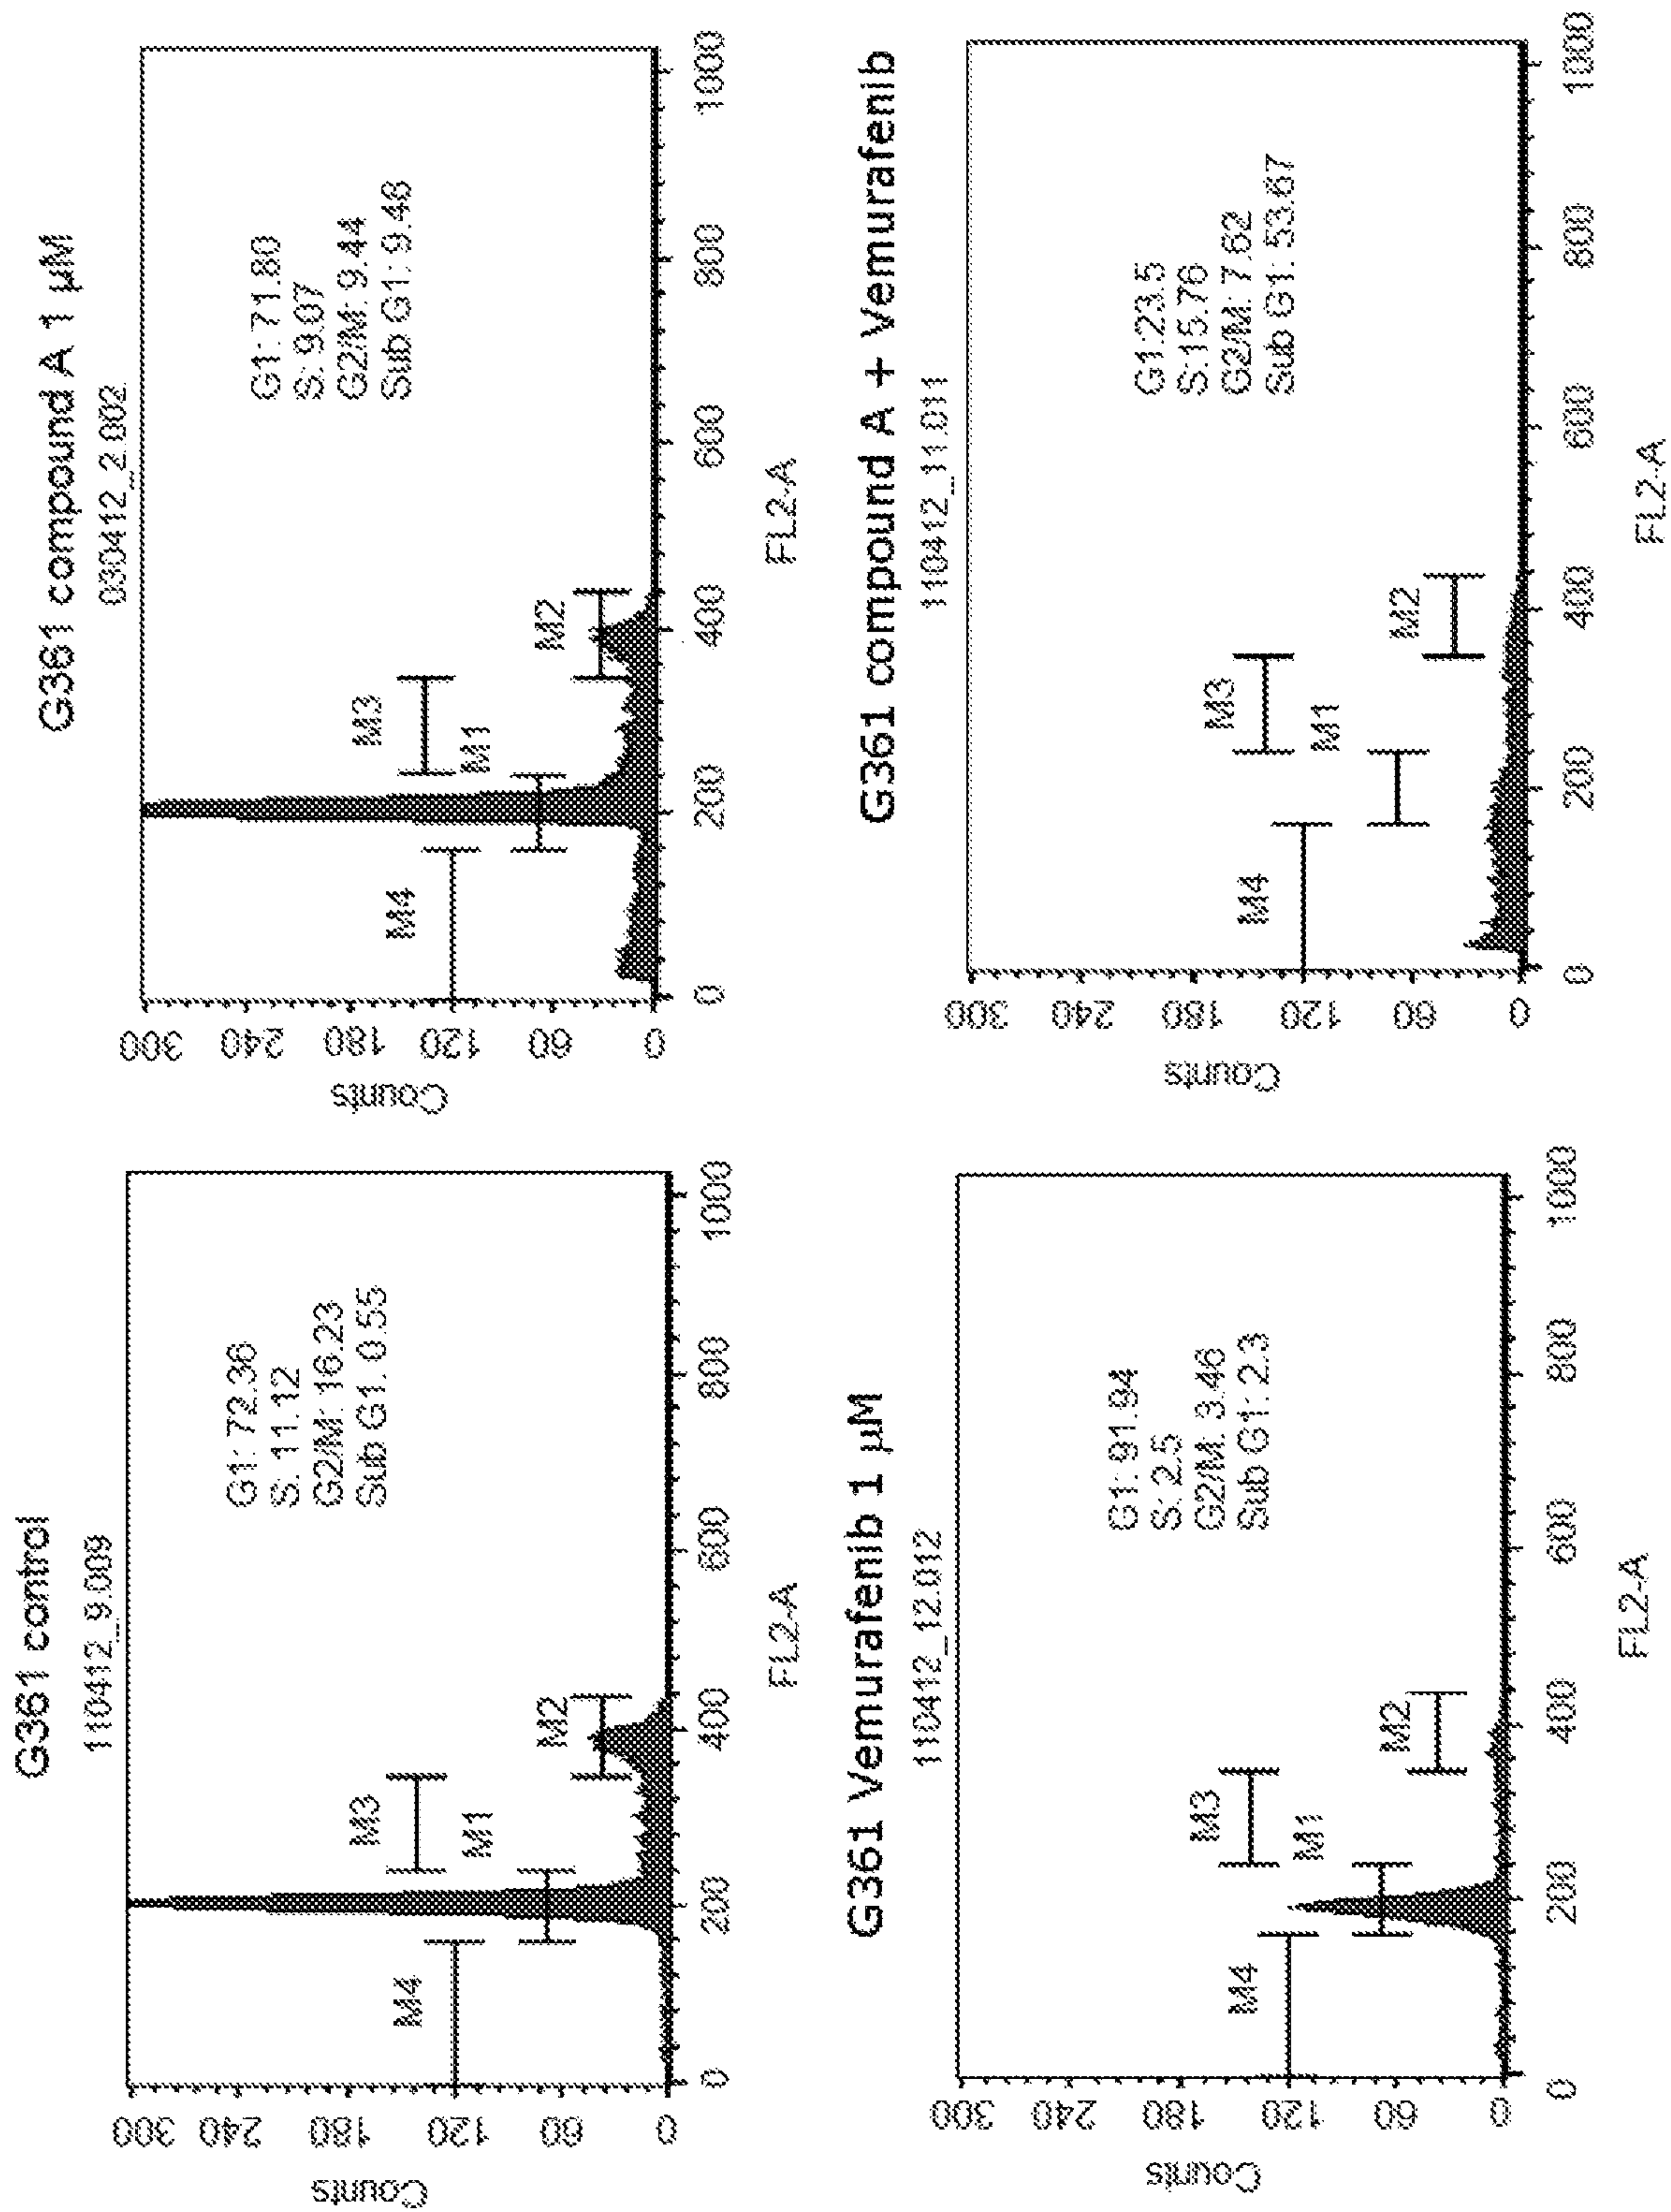 G361 control
110412_9.009
Counts
300
240
180
120
60
0
M4
M3
M1
M2
G1: 72.36
S: 11.12
G2/M: 16.23
Sub G1: 0.55
0
200
400
600
800
1000
FL2-A
G361 compound A 1 µM
030412_2.002
Counts
300
240
180
120
60
0
M4
M3
M1
M2
G1: 71.80
S: 9.07
G2/M: 9.44
Sub G1: 9.48
0
200
400
600
800
1000
FL2-A
G361 Vemurafenib 1 µM
110412_12.012
Counts
300
240
180
120
60
0
M4
M3
M1
M2
G1: 91.94
S: 2.5
G2/M: 3.46
Sub G1: 2.3
0
200
400
600
800
1000
FL2-A
G361 compound A + Vemurafenib
110412_11.011
Counts
300
240
180
120
60
0
M4
M3
M1
M2
G1:23.5
S:15.76
G2/M: 7.62
Sub G1: 53.67
0
200
400
600
800
1000
FL2-A